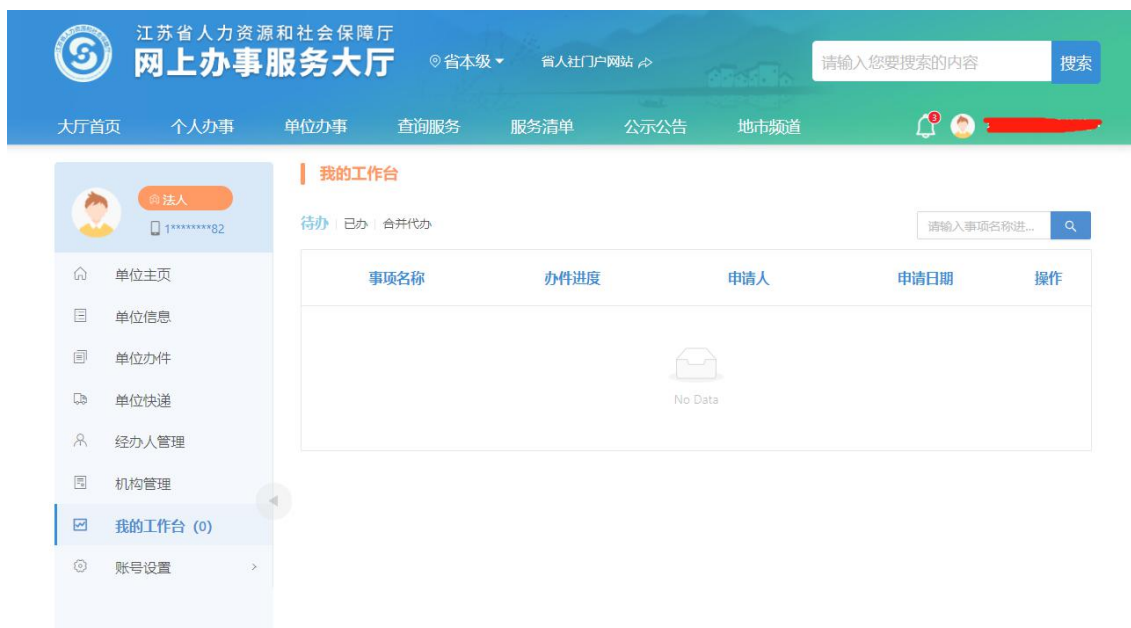 江苏省人力资源和社会保障厅
网上办事服务大厅
省本级
省人社门户网站
请输入您要搜索的内容
搜索
大厅首页 个人办事 单位办事 查询服务 服务清单 公示公告 地市频道
3
法人
1********82
单位主页
单位信息
单位办件
单位快递
经办人管理
机构管理
我的工作台 (0)
账号设置
我的工作台
待办 已办 合并代办
请输入事项名称进...
事项名称 办件进度 申请人 申请日期 操作
No Data